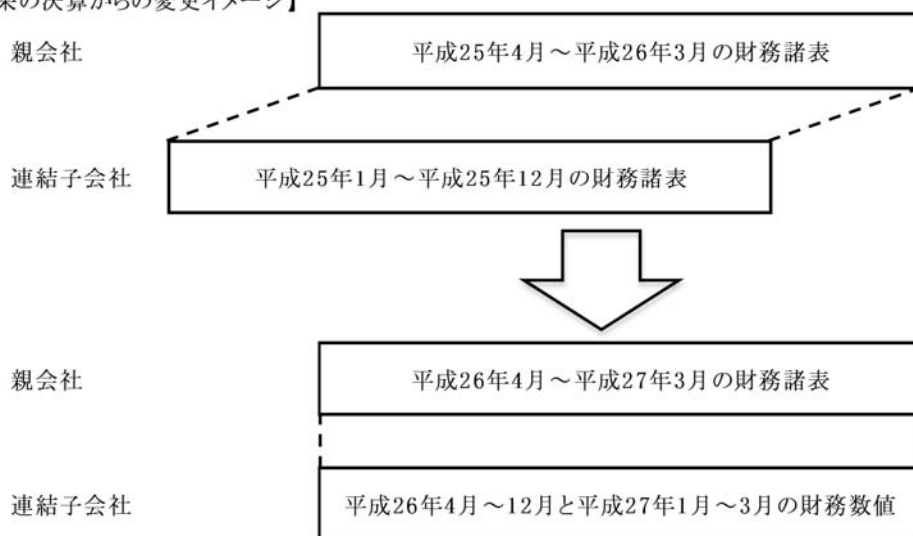 の決算からの変更イメージ】
親会社
平成25年4月～平成26年3月の財務諸表
連結子会社
平成25年1月～平成25年12月の財務諸表
親会社
平成26年4月～平成27年3月の財務諸表
連結子会社
平成26年4月～12月と平成27年1月～3月の財務数値